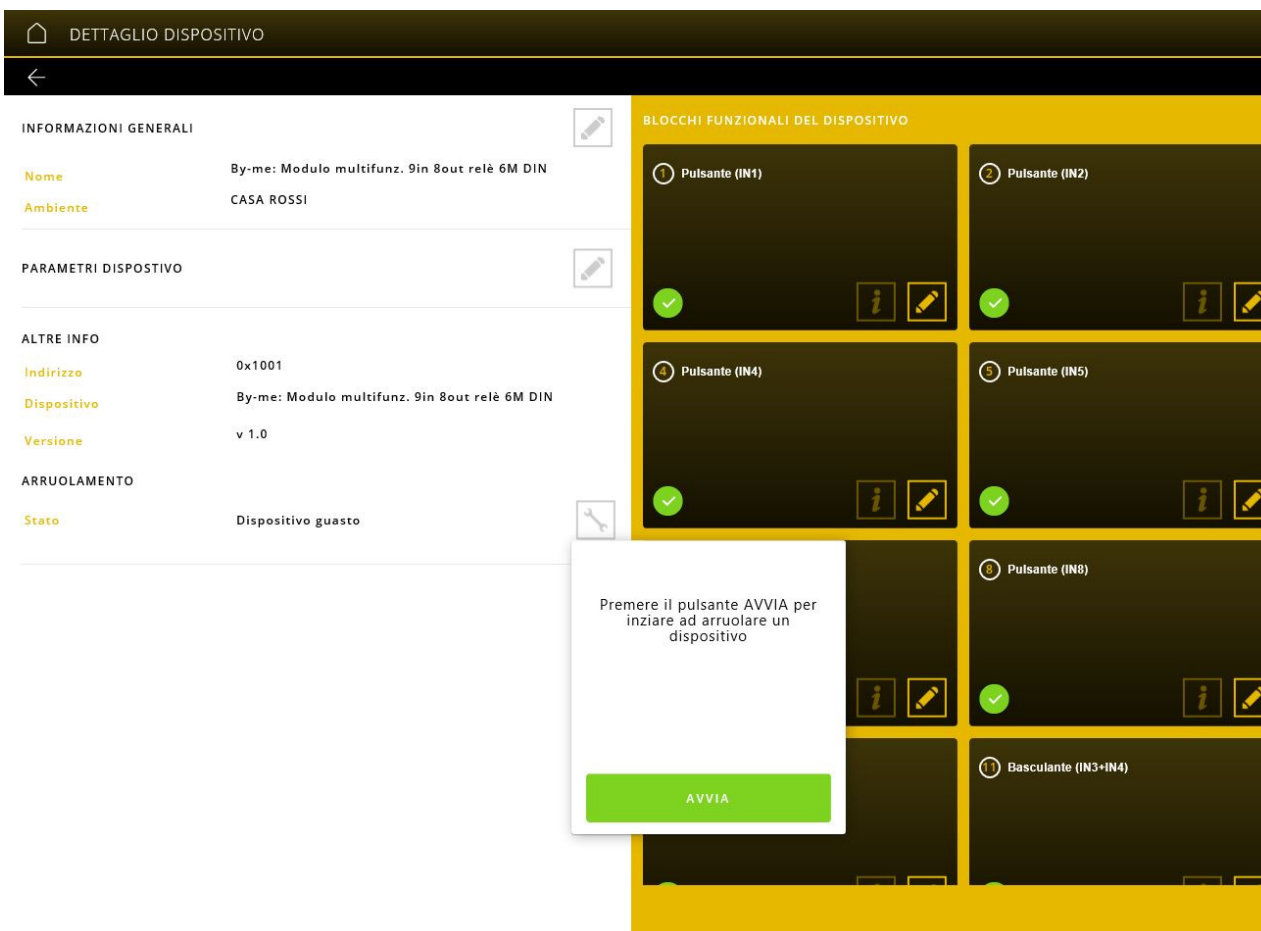 DETTAGLIO DISPOSITIVO
INFORMAZIONI GENERALI
Nome By-me: Modulo multifunz. 9in 8out relè 6M DIN
Ambiente CASA ROSSI
PARAMETRI DISPOSTIVO
ALTRE INFO
Indirizzo 0x1001
Dispositivo By-me: Modulo multifunz. 9in 8out relè 6M DIN
Versione v 1.0
ARRUOLAMENTO
Stato Dispositivo guasto
Premere il pulsante AVVIA per
inziare ad arruolare un
dispositivo
AVVIA
BLOCCHI FUNZIONALI DEL DISPOSITIVO
1 Pulsante (IN1)
2 Pulsante (IN2)
4 Pulsante (IN4)
5 Pulsante (IN5)
8 Pulsante (IN8)
11 Basculante (IN3+IN4)